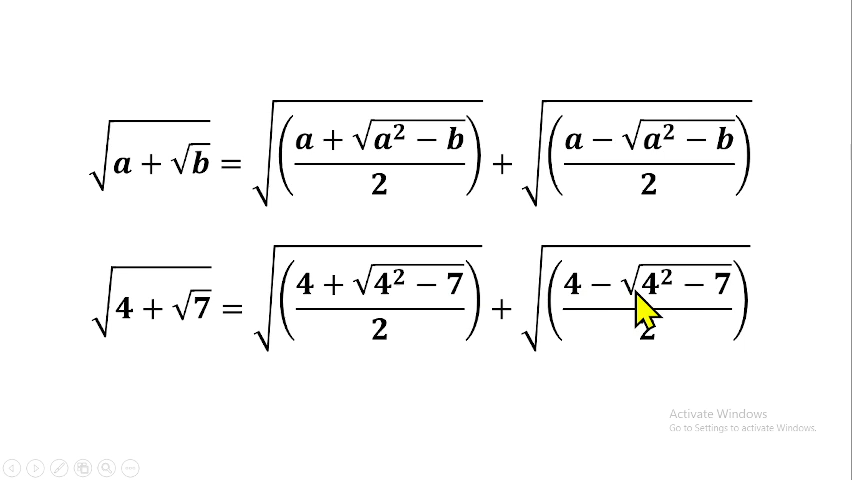 √(a + √b) = √((a + √(a² − b))/2) + √((a − √(a² − b))/2)
√(4 + √7) = √((4 + √(4² − 7))/2) + √((4 − √(4² − 7))/2)
Activate Windows
Go to Settings to activate Windows.